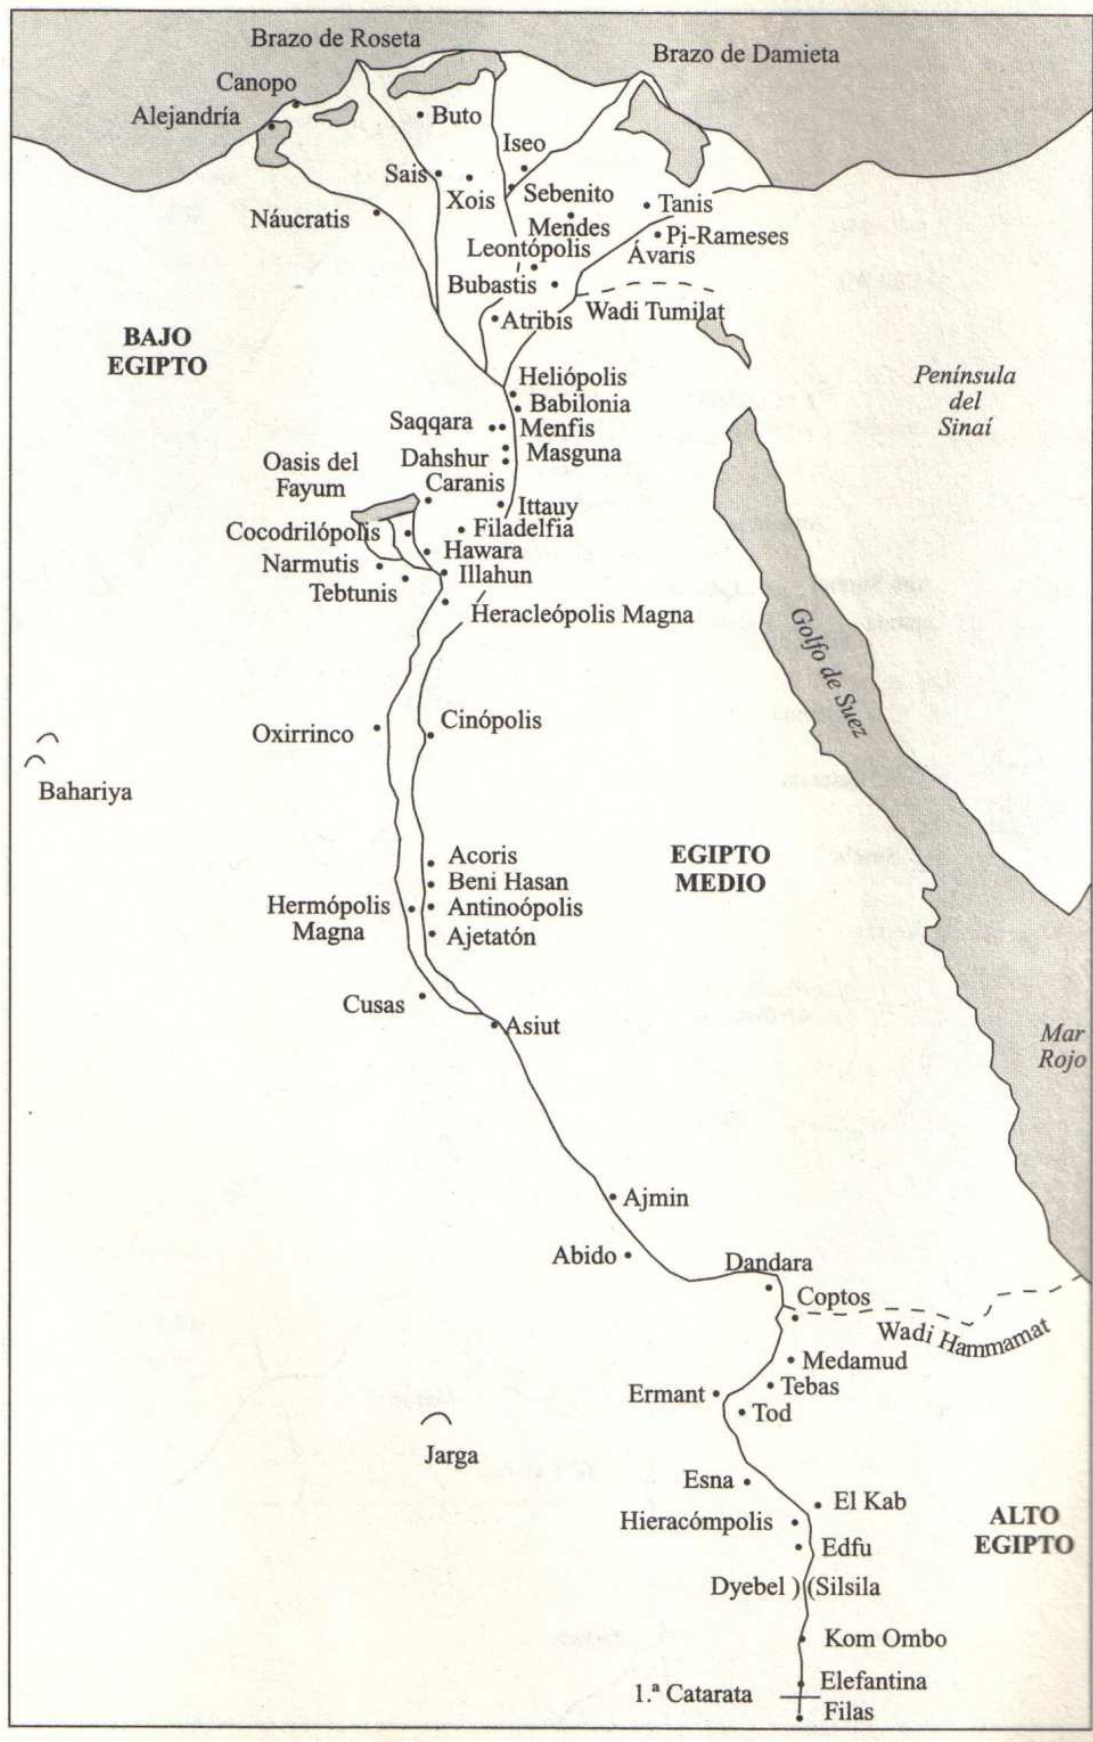 Brazo de Roseta
Brazo de Damieta
Canopo
Alejandría
Buto
Iseo
Sais
Xois
Sebenito
Náucratis
Mendes
Tanis
Leontópolis
Pi-Rameses
Ávaris
Bubastis
Wadi Tumilat
Atribis
BAJO
EGIPTO
Heliópolis
Babilonia
Península
del
Sinaí
Saqqara
Menfis
Dahshur
Masguna
Oasis del
Fayum
Caranis
Ittauy
Cocodrilópolis
Filadelfia
Hawara
Narmutis
Illahun
Tebtunis
Heracleópolis Magna
Golfo de Suez
Oxirrinco
Cinópolis
Bahariya
Acoris
EGIPTO
MEDIO
Beni Hasan
Hermópolis
Magna
Antinoópolis
Ajetatón
Cusas
Asiut
Mar
Rojo
Ajmin
Abido
Dandara
Coptos
Wadi Hammamat
Medamud
Tebas
Ermant
Tod
Jarga
Esna
El Kab
Hieracómpolis
ALTO
EGIPTO
Edfu
Dyebel ) (Silsila
Kom Ombo
Elefantina
1.ª Catarata
Filas